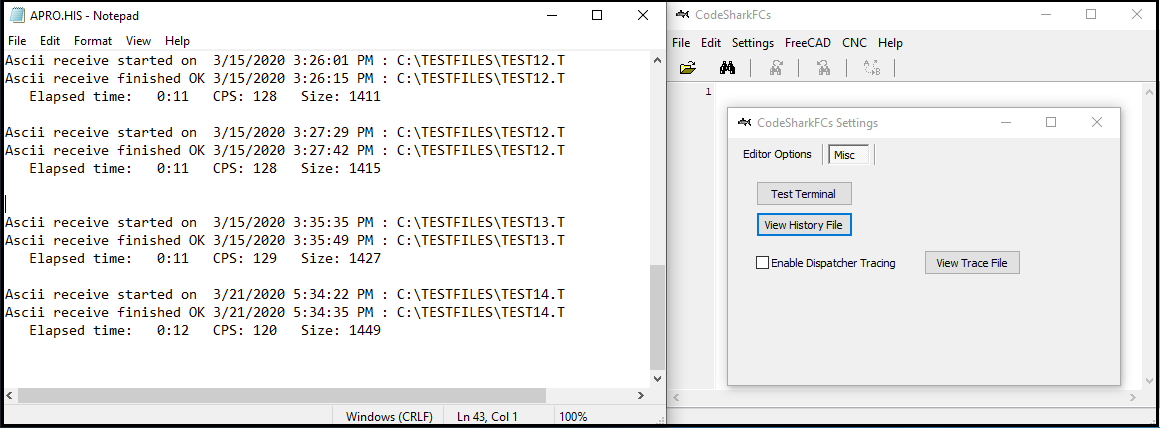 APRO.HIS - Notepad
File Edit Format View Help
Ascii receive started on  3/15/2020 3:26:01 PM : C:\TESTFILES\TEST12.T
Ascii receive finished OK 3/15/2020 3:26:15 PM : C:\TESTFILES\TEST12.T
   Elapsed time:   0:11   CPS: 128   Size: 1411
Ascii receive started on  3/15/2020 3:27:29 PM : C:\TESTFILES\TEST12.T
Ascii receive finished OK 3/15/2020 3:27:42 PM : C:\TESTFILES\TEST12.T
   Elapsed time:   0:11   CPS: 128   Size: 1415
Ascii receive started on  3/15/2020 3:35:35 PM : C:\TESTFILES\TEST13.T
Ascii receive finished OK 3/15/2020 3:35:49 PM : C:\TESTFILES\TEST13.T
   Elapsed time:   0:11   CPS: 129   Size: 1427
Ascii receive started on  3/21/2020 5:34:22 PM : C:\TESTFILES\TEST14.T
Ascii receive finished OK 3/21/2020 5:34:35 PM : C:\TESTFILES\TEST14.T
   Elapsed time:   0:12   CPS: 120   Size: 1449
Windows (CRLF) Ln 43, Col 1 100%
CodeSharkFCs
File Edit Settings FreeCAD CNC Help
A B
1
CodeSharkFCs Settings
Editor Options Misc
Test Terminal
View History File
Enable Dispatcher Tracing View Trace File